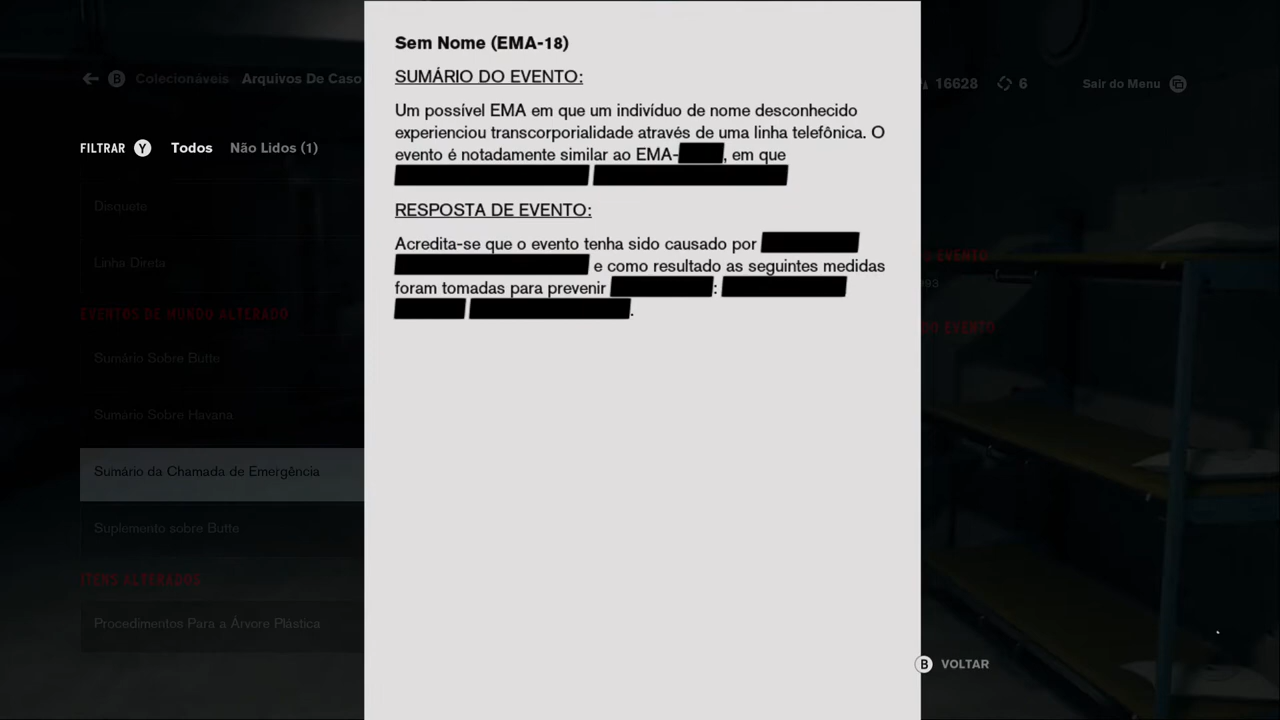 Sem Nome (EMA-18)
SUMÁRIO DO EVENTO:
Um possível EMA em que um indivíduo de nome desconhecido
experienciou transcorporialidade através de uma linha telefônica. O
evento é notadamente similar ao EMA- , em que
RESPOSTA DE EVENTO:
Acredita-se que o evento tenha sido causado por
e como resultado as seguintes medidas
foram tomadas para prevenir :
.
B Colecionáveis Arquivos De Caso
16628 6
Sair do Menu
FILTRAR Y Todos Não Lidos (1)
Disquete
Linha Direta
EVENTOS DE MUNDO ALTERADO
Sumário Sobre Butte
Sumário Sobre Havana
Sumário da Chamada de Emergência
Suplemento sobre Butte
ITENS ALTERADOS
Procedimentos Para a Árvore Plástica
EVENTO
993
DO EVENTO
B VOLTAR